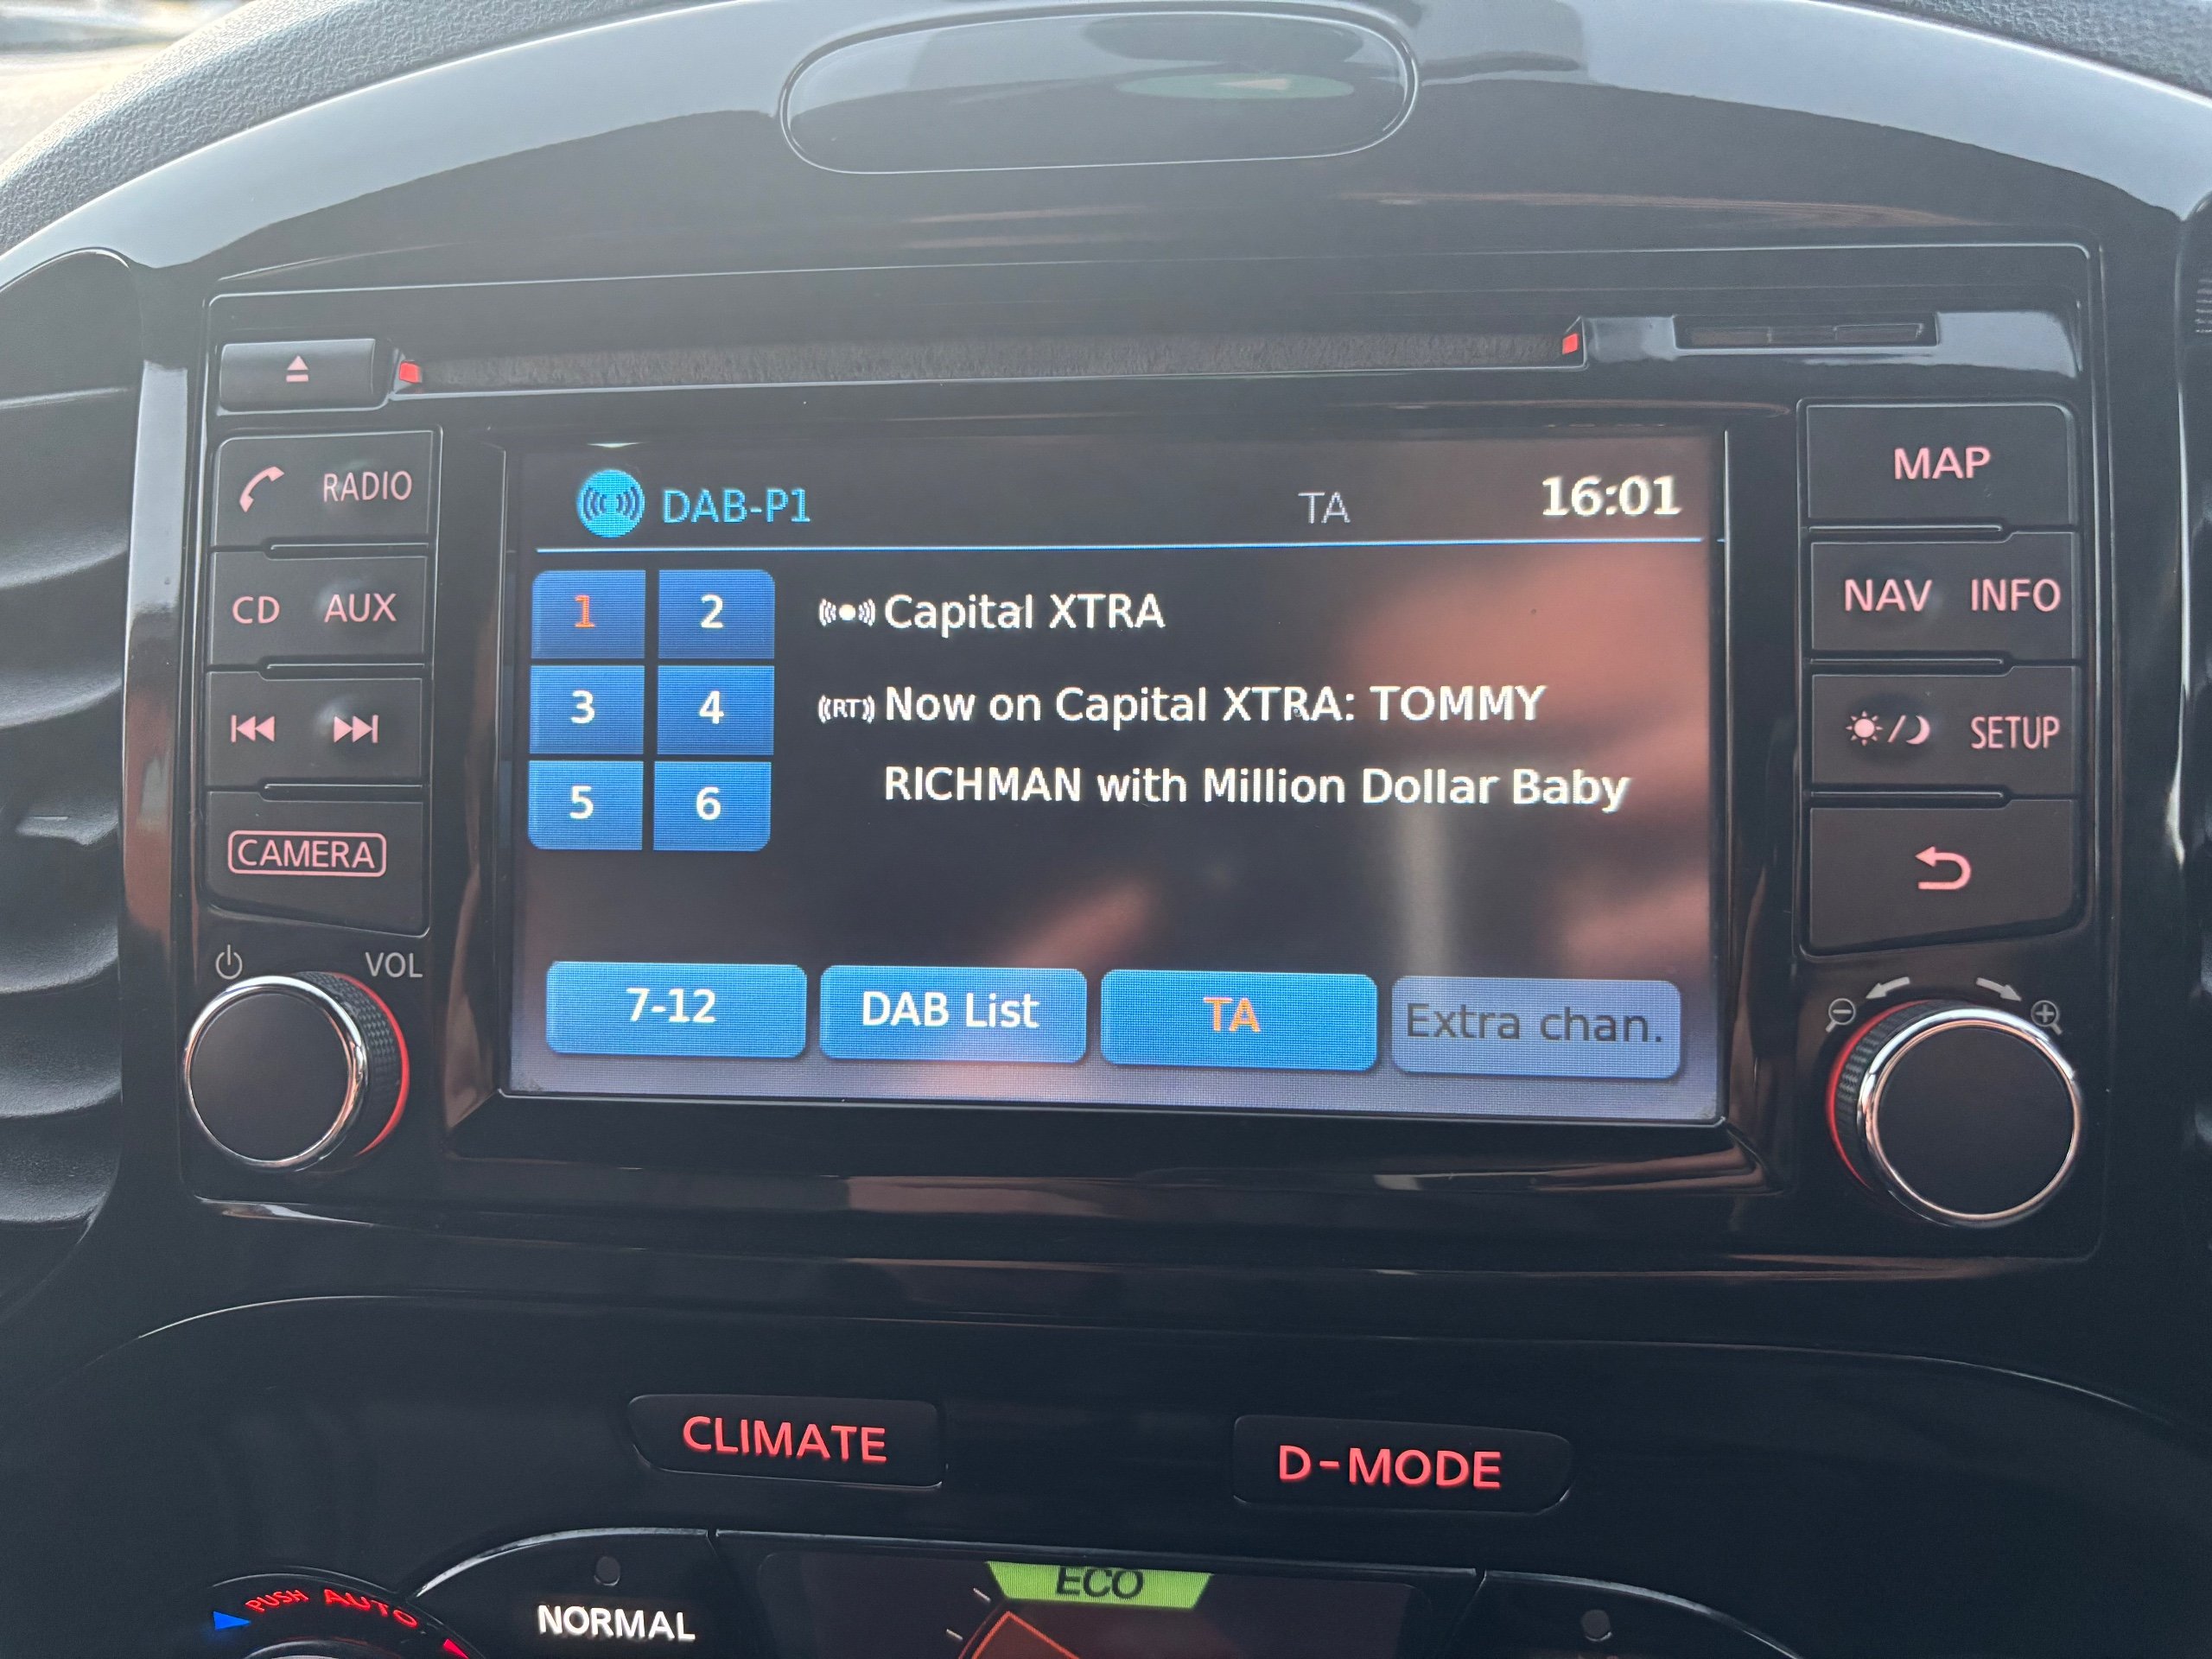 RADIO
CD AUX
CAMERA
VOL
DAB-P1 TA 16:01
1 2
3 4
5 6
Capital XTRA
RT Now on Capital XTRA: TOMMY
RICHMAN with Million Dollar Baby
7-12 DAB List TA Extra chan.
MAP
NAV INFO
SETUP
CLIMATE D-MODE
PUSH AUTO
NORMAL
ECO